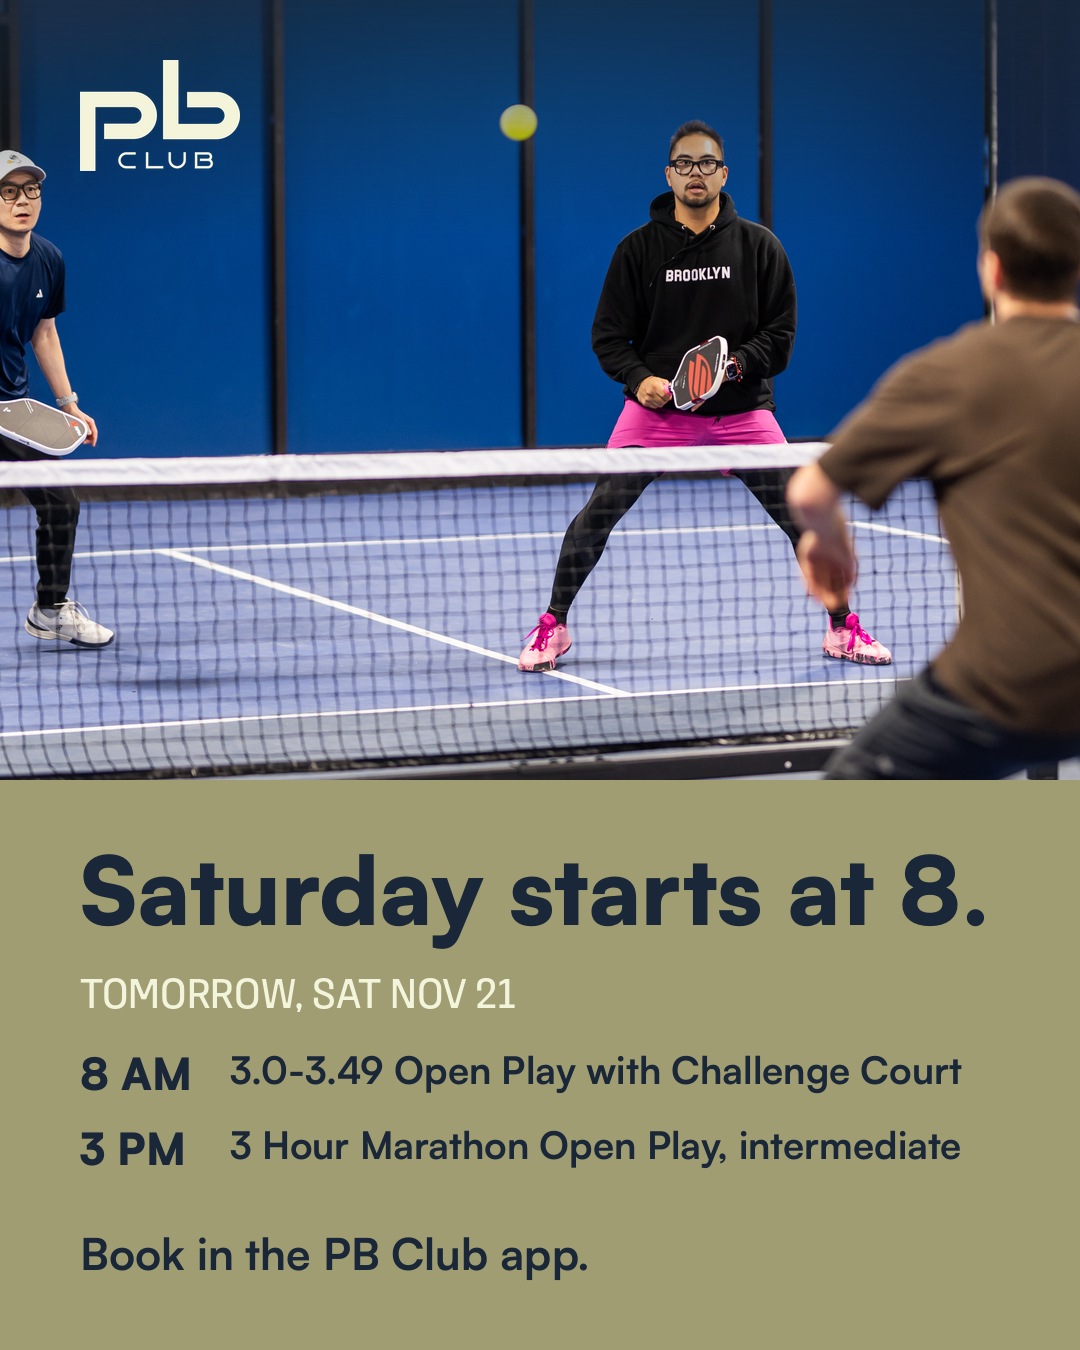 pb
CLUB
BROOKLYN
Saturday starts at 8.
TOMORROW, SAT NOV 21
8 AM 3.0-3.49 Open Play with Challenge Court
3 PM 3 Hour Marathon Open Play, intermediate
Book in the PB Club app.